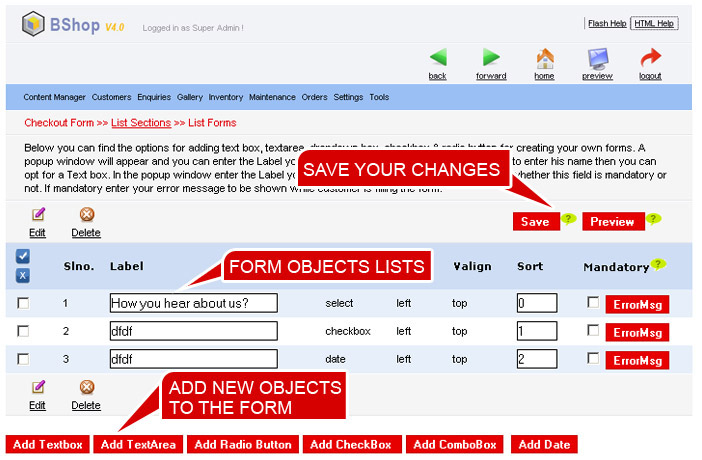 BShop V4.0 Logged in as Super Admin !
Flash Help HTML Help
back forward home preview logout
Content Manager Customers Enquiries Gallery Inventory Maintenance Orders Settings Tools
Checkout Form >> List Sections >> List Forms
Below you can find the options for adding text box, textarea, dropdown box, checkbox & radio button for creating your own forms. A
popup window will appear and you can enter the Label yo to enter his name then you can
opt for a Text box. In the popup window enter the Label yo whether this field is mandatory or
not. If mandatory enter your error message to be shown while customer is filling the form.
SAVE YOUR CHANGES
Edit Delete Save ? Preview ?
Slno. Label Valign Sort Mandatory ?
x
FORM OBJECTS LISTS
1 How you hear about us? select left top 0 ErrorMsg
2 dfdf checkbox left top 1 ErrorMsg
3 dfdf date left top 2 ErrorMsg
Edit Delete
ADD NEW OBJECTS
TO THE FORM
Add Textbox Add TextArea Add Radio Button Add CheckBox Add ComboBox Add Date